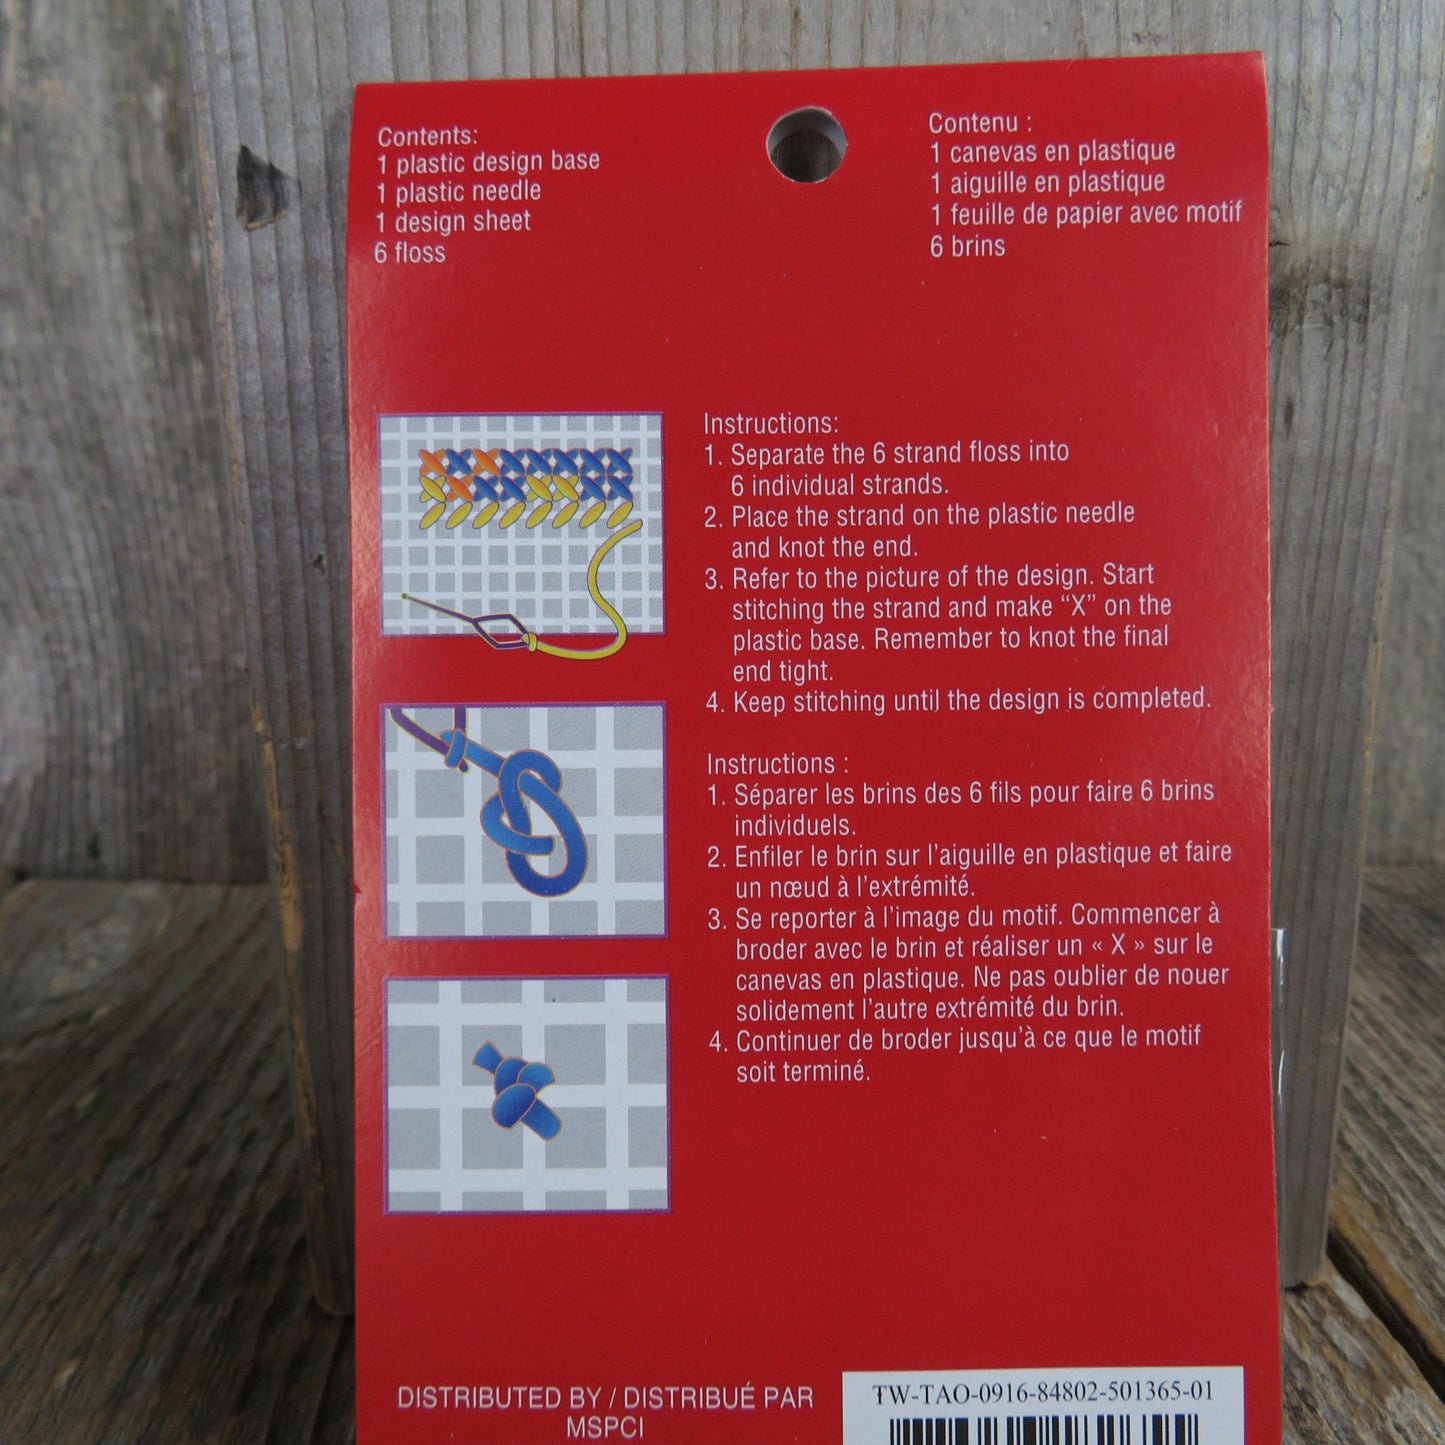 Contents:
1 plastic design base
1 plastic needle
1 design sheet
6 floss
Contenu :
1 canevas en plastique
1 aiguille en plastique
1 feuille de papier avec motif
6 brins
Instructions:
1. Separate the 6 strand floss into
6 individual strands.
2. Place the strand on the plastic needle
and knot the end.
3. Refer to the picture of the design. Start
stitching the strand and make “X” on the
plastic base. Remember to knot the final
end tight.
4. Keep stitching until the design is completed.
Instructions :
1. Séparer les brins des 6 fils pour faire 6 brins
individuels.
2. Enfiler le brin sur l’aiguille en plastique et faire
un nœud à l’extrémité.
3. Se reporter à l’image du motif. Commencer à
broder avec le brin et réaliser un « X » sur le
canevas en plastique. Ne pas oublier de nouer
solidement l’autre extrémité du brin.
4. Continuer de broder jusqu’à ce que le motif
soit terminé.
DISTRIBUTED BY / DISTRIBUÉ PAR
MSPCI
TW-TAO-0916-84802-501365-01